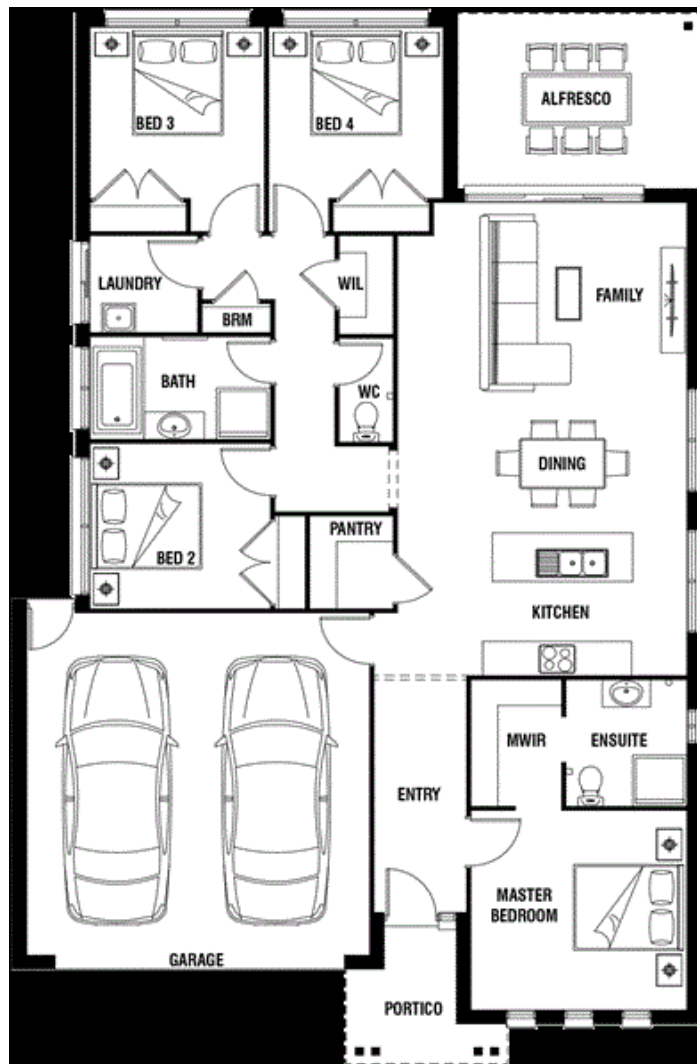 ALFRESCO
BED 3
BED 4
LAUNDRY
WIL
FAMILY
BRM
BATH
WC
DINING
PANTRY
BED 2
KITCHEN
MWIR
ENSUITE
ENTRY
MASTER
BEDROOM
GARAGE
PORTICO